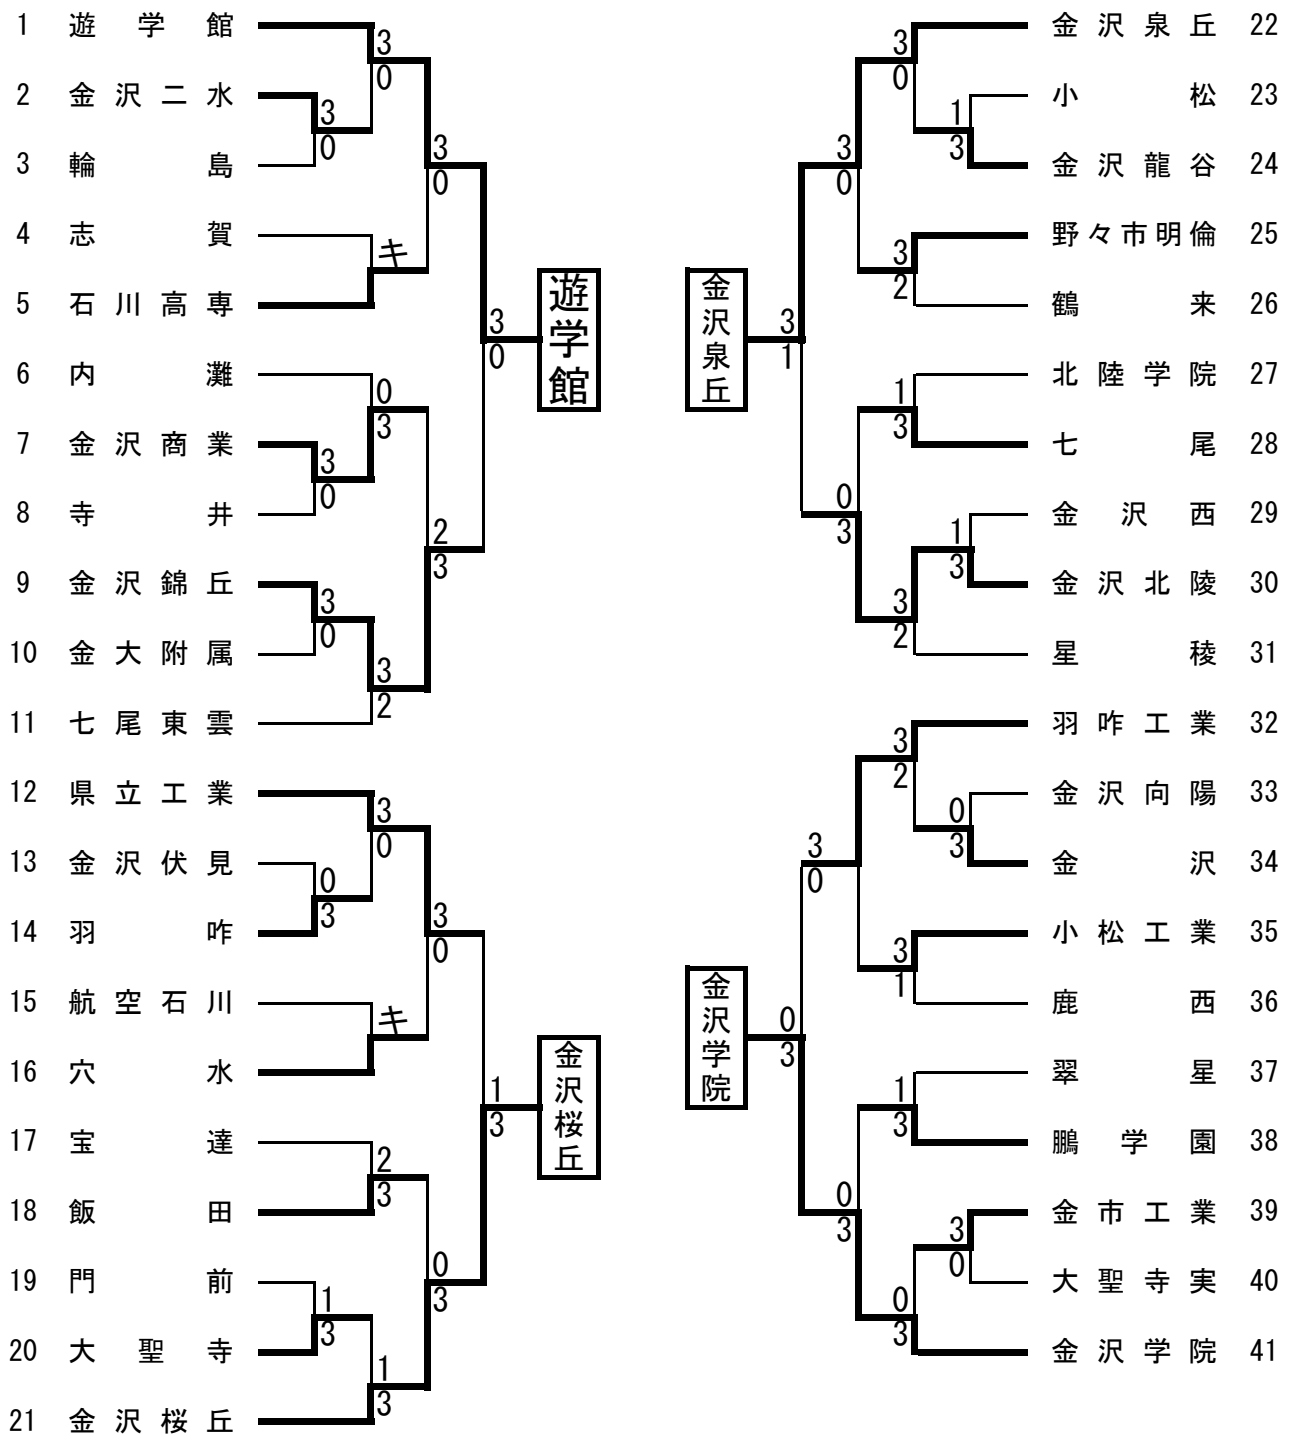 1 遊学館
2 金沢二水
3 輪島
4 志賀
5 石川高専
6 内灘
7 金沢商業
8 寺井
9 金沢錦丘
10 金大附属
11 七尾東雲
12 県立工業
13 金沢伏見
14 羽咋
15 航空石川
16 穴水
17 宝達
18 飯田
19 門前
20 大聖寺
21 金沢桜丘
3
0
3
0
3
0
キ
3
0
0
3
3
0
2
3
3
0
3
2
3
0
0
3
3
0
キ
1
3
2
3
0
3
1
3
1
3
遊学館
金沢桜丘
金沢泉丘
金沢学院
3
0
1
3
3
0
3
2
3
1
1
3
0
3
1
3
3
2
3
2
0
3
3
0
3
1
0
3
1
3
0
3
3
0
0
3
金沢泉丘 22
小松 23
金沢龍谷 24
野々市明倫 25
鶴来 26
北陸学院 27
七尾 28
金沢西 29
金沢北陵 30
星稜 31
羽咋工業 32
金沢向陽 33
金沢 34
小松工業 35
鹿西 36
翠星 37
鵬学園 38
金市工業 39
大聖寺実 40
金沢学院 41